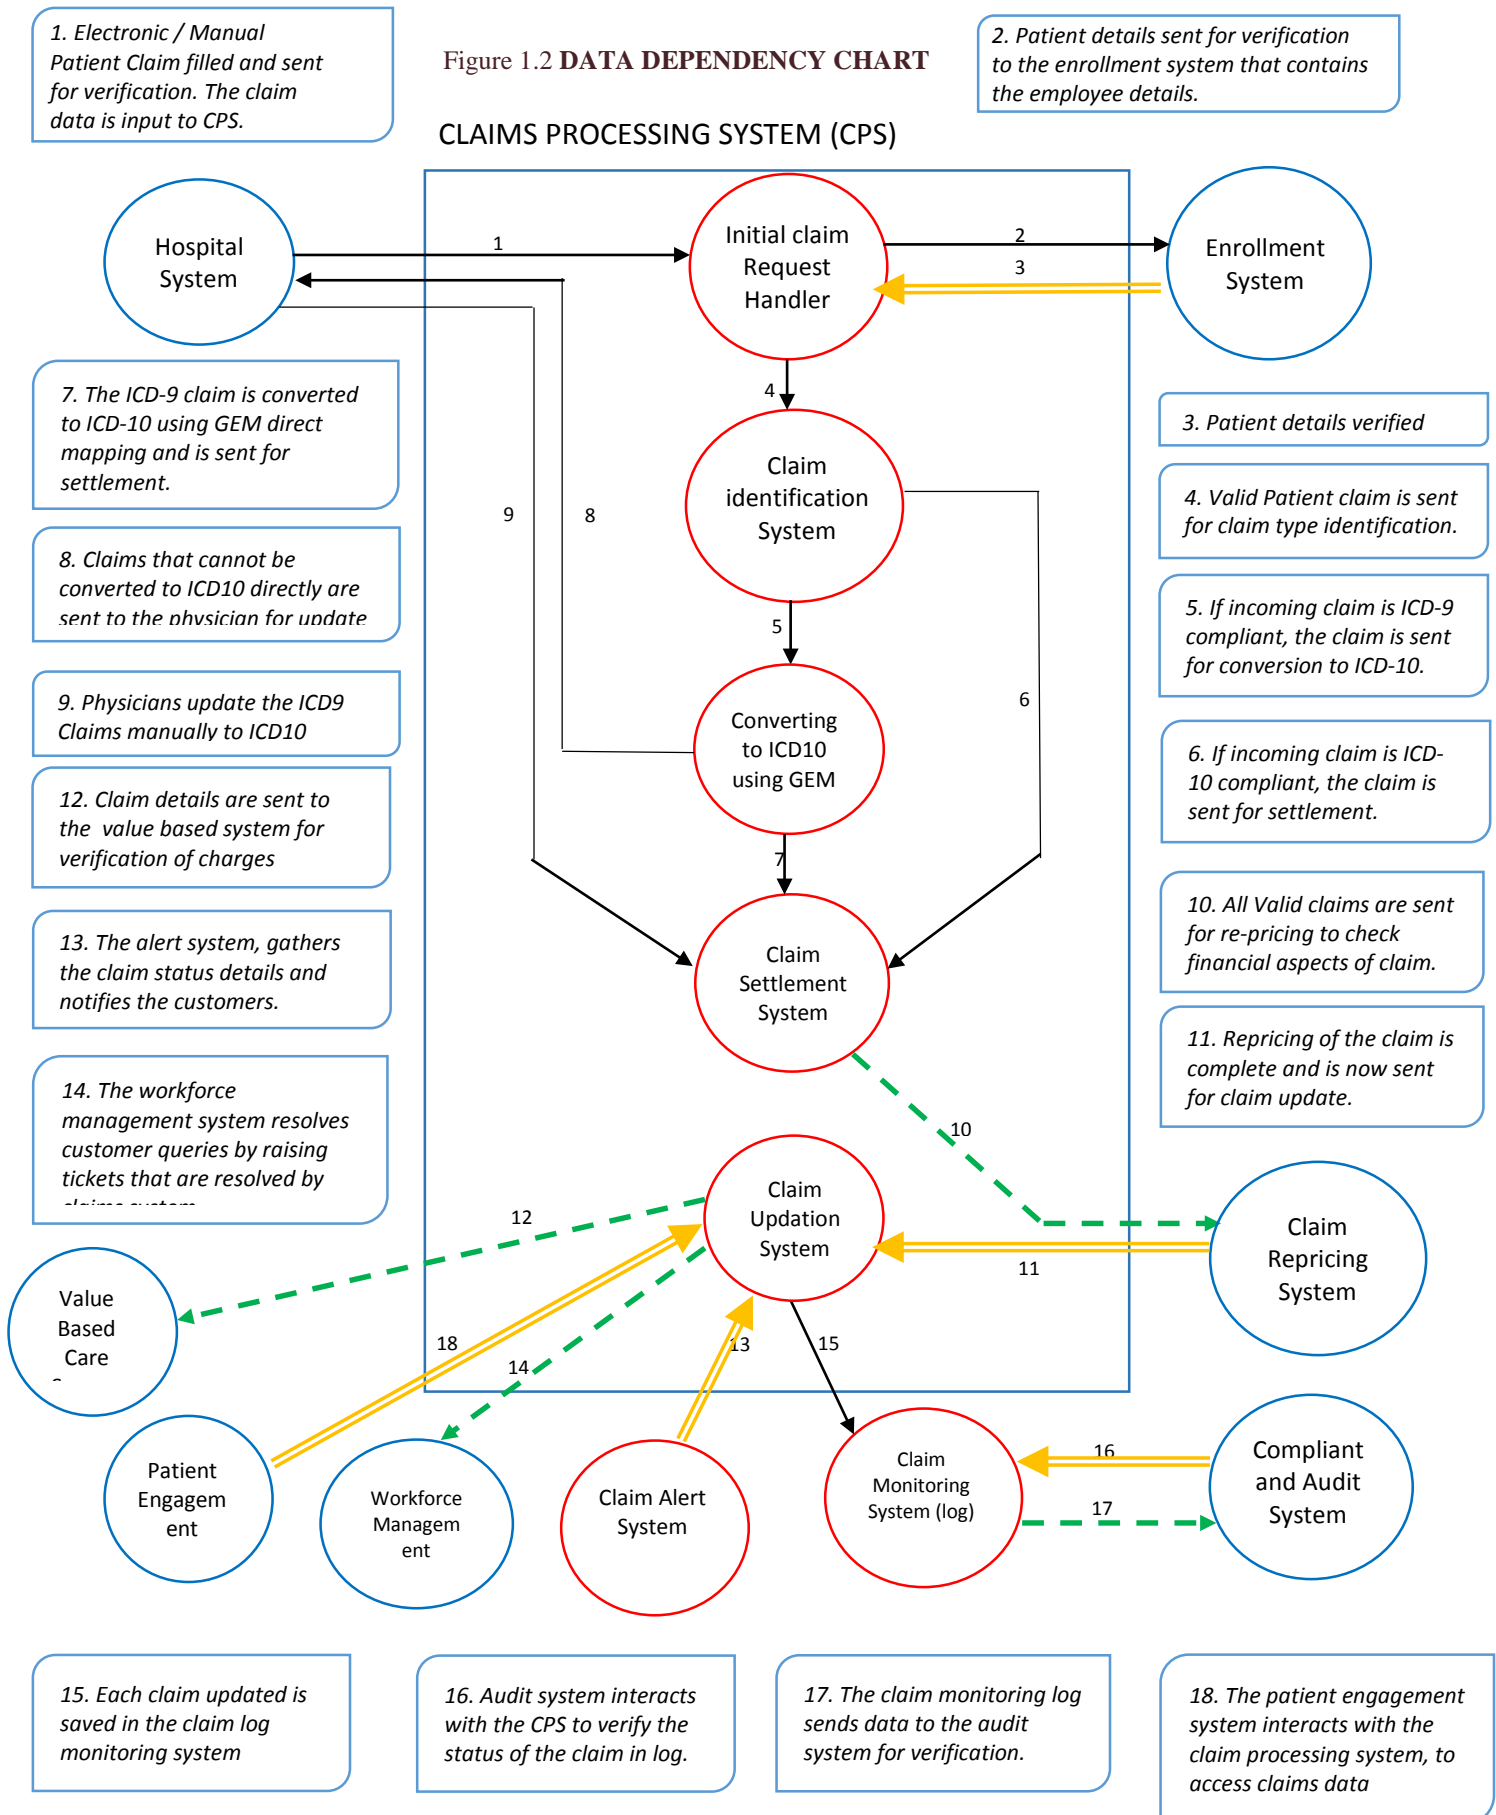 1. Electronic / Manual
Patient Claim filled and sent
for verification. The claim
data is input to CPS.
Figure 1.2 DATA DEPENDENCY CHART
2. Patient details sent for verification
to the enrollment system that contains
the employee details.
CLAIMS PROCESSING SYSTEM (CPS)
Hospital
System
1
Initial claim
Request
Handler
2
3
Enrollment
System
7. The ICD-9 claim is converted
to ICD-10 using GEM direct
mapping and is sent for
settlement.
4
3. Patient details verified
Claim
identification
System
4. Valid Patient claim is sent
for claim type identification.
9
8
8. Claims that cannot be
converted to ICD10 directly are
sent to the physician for update
5
5. If incoming claim is ICD-9
compliant, the claim is sent
for conversion to ICD-10.
9. Physicians update the ICD9
Claims manually to ICD10
6
Converting
to ICD10
using GEM
6. If incoming claim is ICD-
10 compliant, the claim is
sent for settlement.
12. Claim details are sent to
the value based system for
verification of charges
7
10. All Valid claims are sent
for re-pricing to check
financial aspects of claim.
13. The alert system, gathers
the claim status details and
notifies the customers.
Claim
Settlement
System
11. Repricing of the claim is
complete and is now sent
for claim update.
14. The workforce
management system resolves
customer queries by raising
tickets that are resolved by
claims system
10
12
Claim
Updation
System
Claim
Repricing
System
11
Value
Based
Care
18
14
13
15
Patient
Engagem
ent
Workforce
Managem
ent
Claim Alert
System
Claim
Monitoring
System (log)
16
17
Compliant
and Audit
System
15. Each claim updated is
saved in the claim log
monitoring system
16. Audit system interacts
with the CPS to verify the
status of the claim in log.
17. The claim monitoring log
sends data to the audit
system for verification.
18. The patient engagement
system interacts with the
claim processing system, to
access claims data